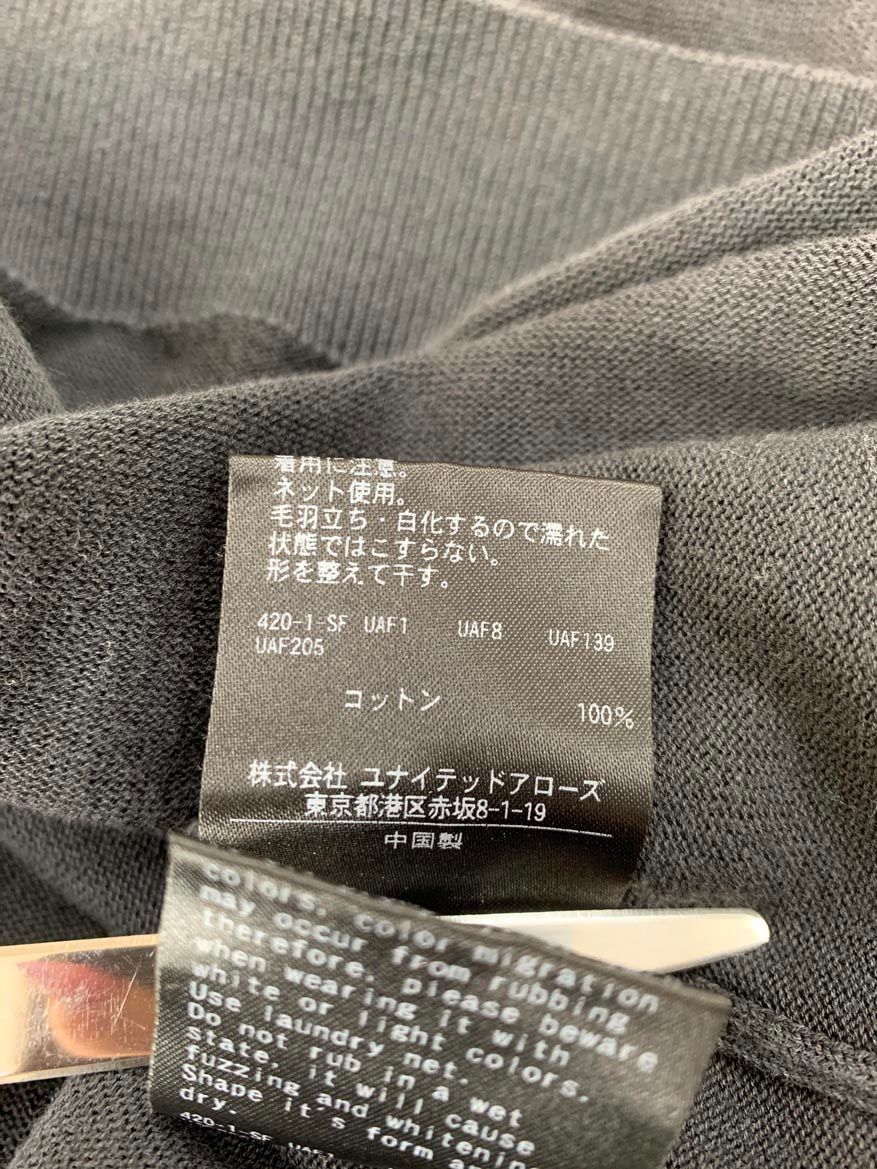 着用に注意。
ネット使用。
毛羽立ち・白化するので濡れた
状態ではこすらない。
形を整えて干す。
420-1-SF UAF1 UAF8 UAF139
UAF205
コットン 100%
株式会社 ユナイテッドアローズ
東京都港区赤坂8-1-19
中国製
colors, color migration
may occur from rubbing
therefore, please beware
when wearing it with
white or light colors.
Use laundry net.
Do not rub in a wet
state, it will cause
fuzzing and whitening
Shape it's form an
dry.
420-1-SF UAF1